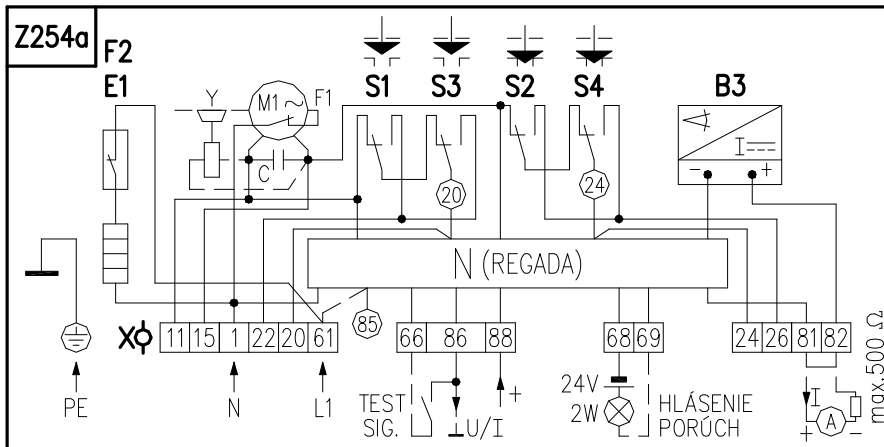 Z254a
F2
E1
Y
M1 ~
F1
C
S1 S3 S2 S4 B3
20
24
I
- +
N (REGADA)
85
X
11 15 1 22 20 61
66 86 88
68 69
24 26 81 82
PE
N
L1
TEST
SIG.
+
U/I
24V
2W
HLÁSENIE
PORÚCH
I
A
+ -
max.500 Ω